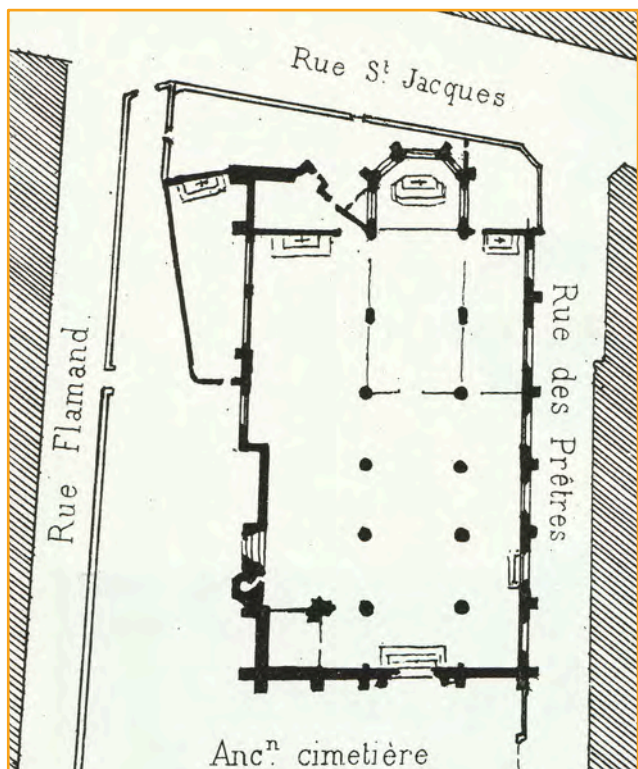 Rue St Jacques
Rue Flamand
Rue des Prêtres
Ancn. cimetière